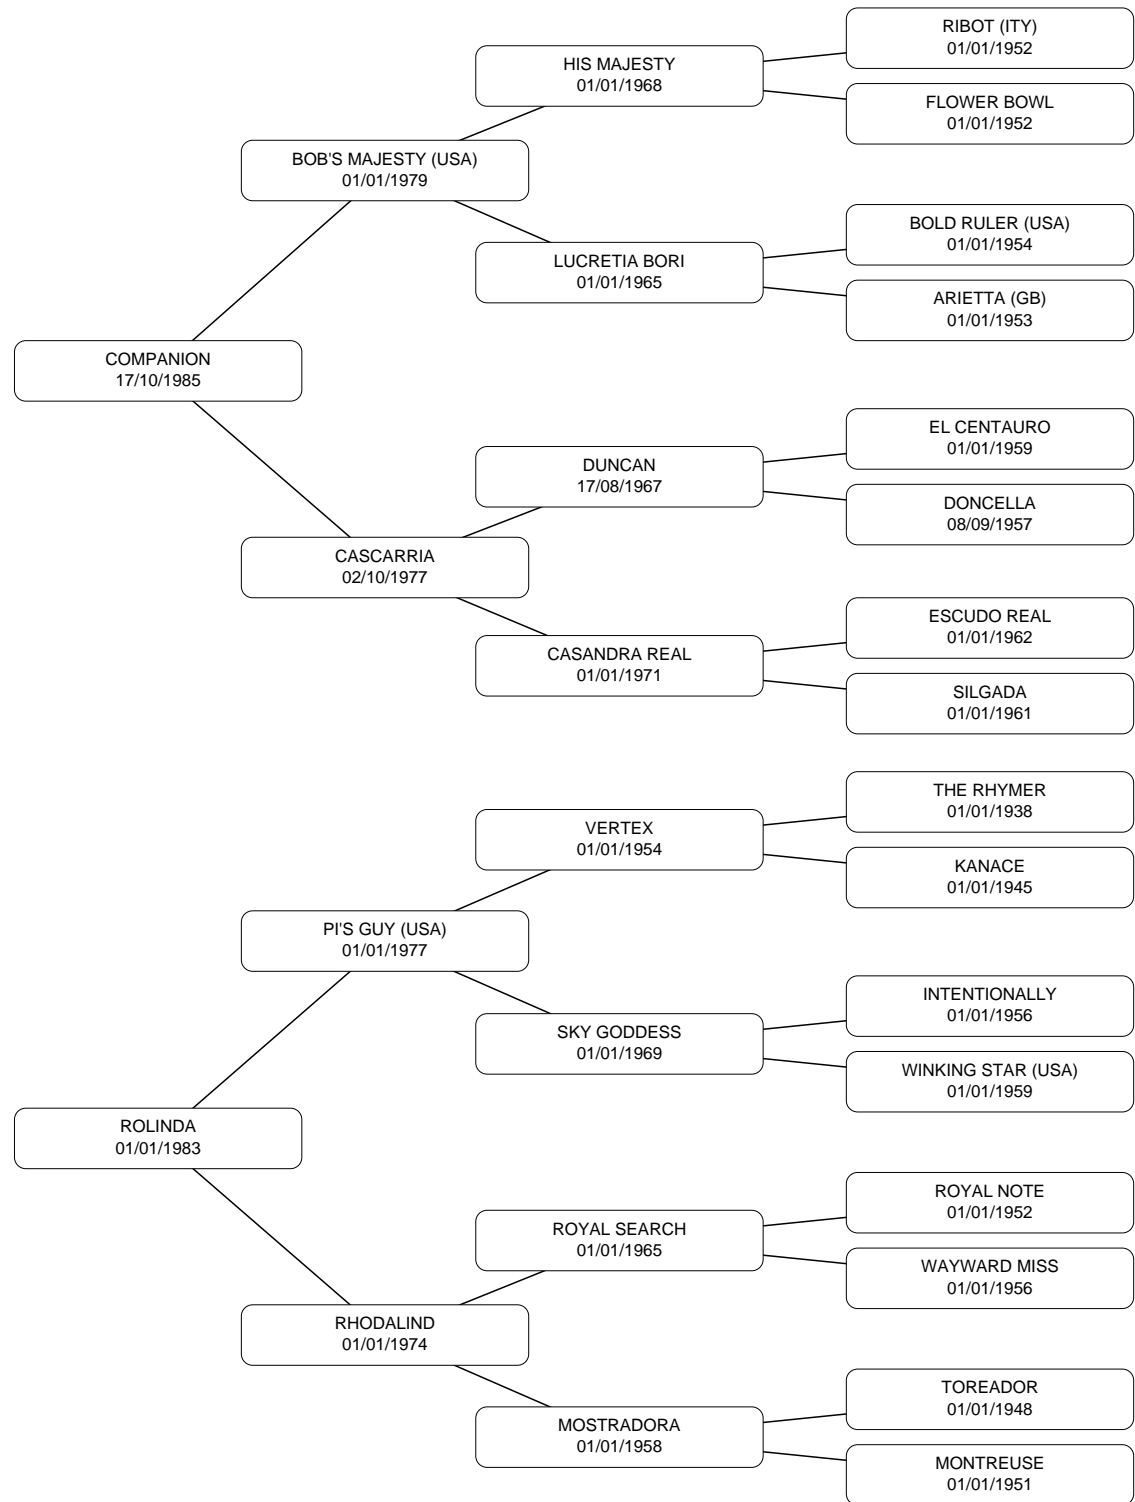 RIBOT (ITY)
01/01/1952
HIS MAJESTY
01/01/1968
FLOWER BOWL
01/01/1952
BOB'S MAJESTY (USA)
01/01/1979
BOLD RULER (USA)
01/01/1954
LUCRETIA BORI
01/01/1965
ARIETTA (GB)
01/01/1953
COMPANION
17/10/1985
EL CENTAURO
01/01/1959
DUNCAN
17/08/1967
DONCELLA
08/09/1957
CASCARRIA
02/10/1977
ESCUDO REAL
01/01/1962
CASANDRA REAL
01/01/1971
SILGADA
01/01/1961
THE RHYMER
01/01/1938
VERTEX
01/01/1954
KANACE
01/01/1945
PI'S GUY (USA)
01/01/1977
INTENTIONALLY
01/01/1956
SKY GODDESS
01/01/1969
WINKING STAR (USA)
01/01/1959
ROLINDA
01/01/1983
ROYAL NOTE
01/01/1952
ROYAL SEARCH
01/01/1965
WAYWARD MISS
01/01/1956
RHODALIND
01/01/1974
TOREADOR
01/01/1948
MOSTRADORA
01/01/1958
MONTREUSE
01/01/1951